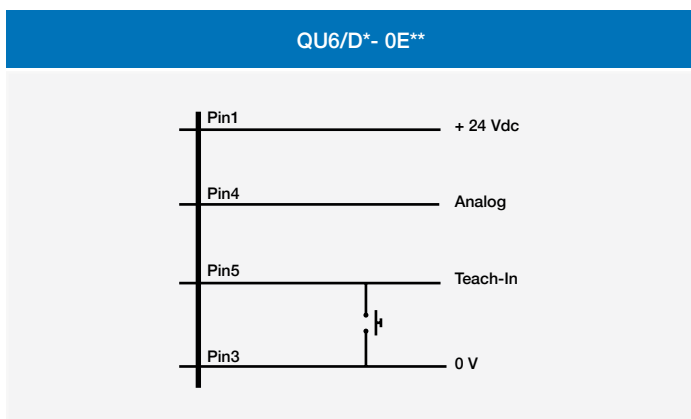 QU6/D*- 0E**
Pin1
+ 24 Vdc
Pin4
Analog
Pin5
Teach-In
Pin3
0 V